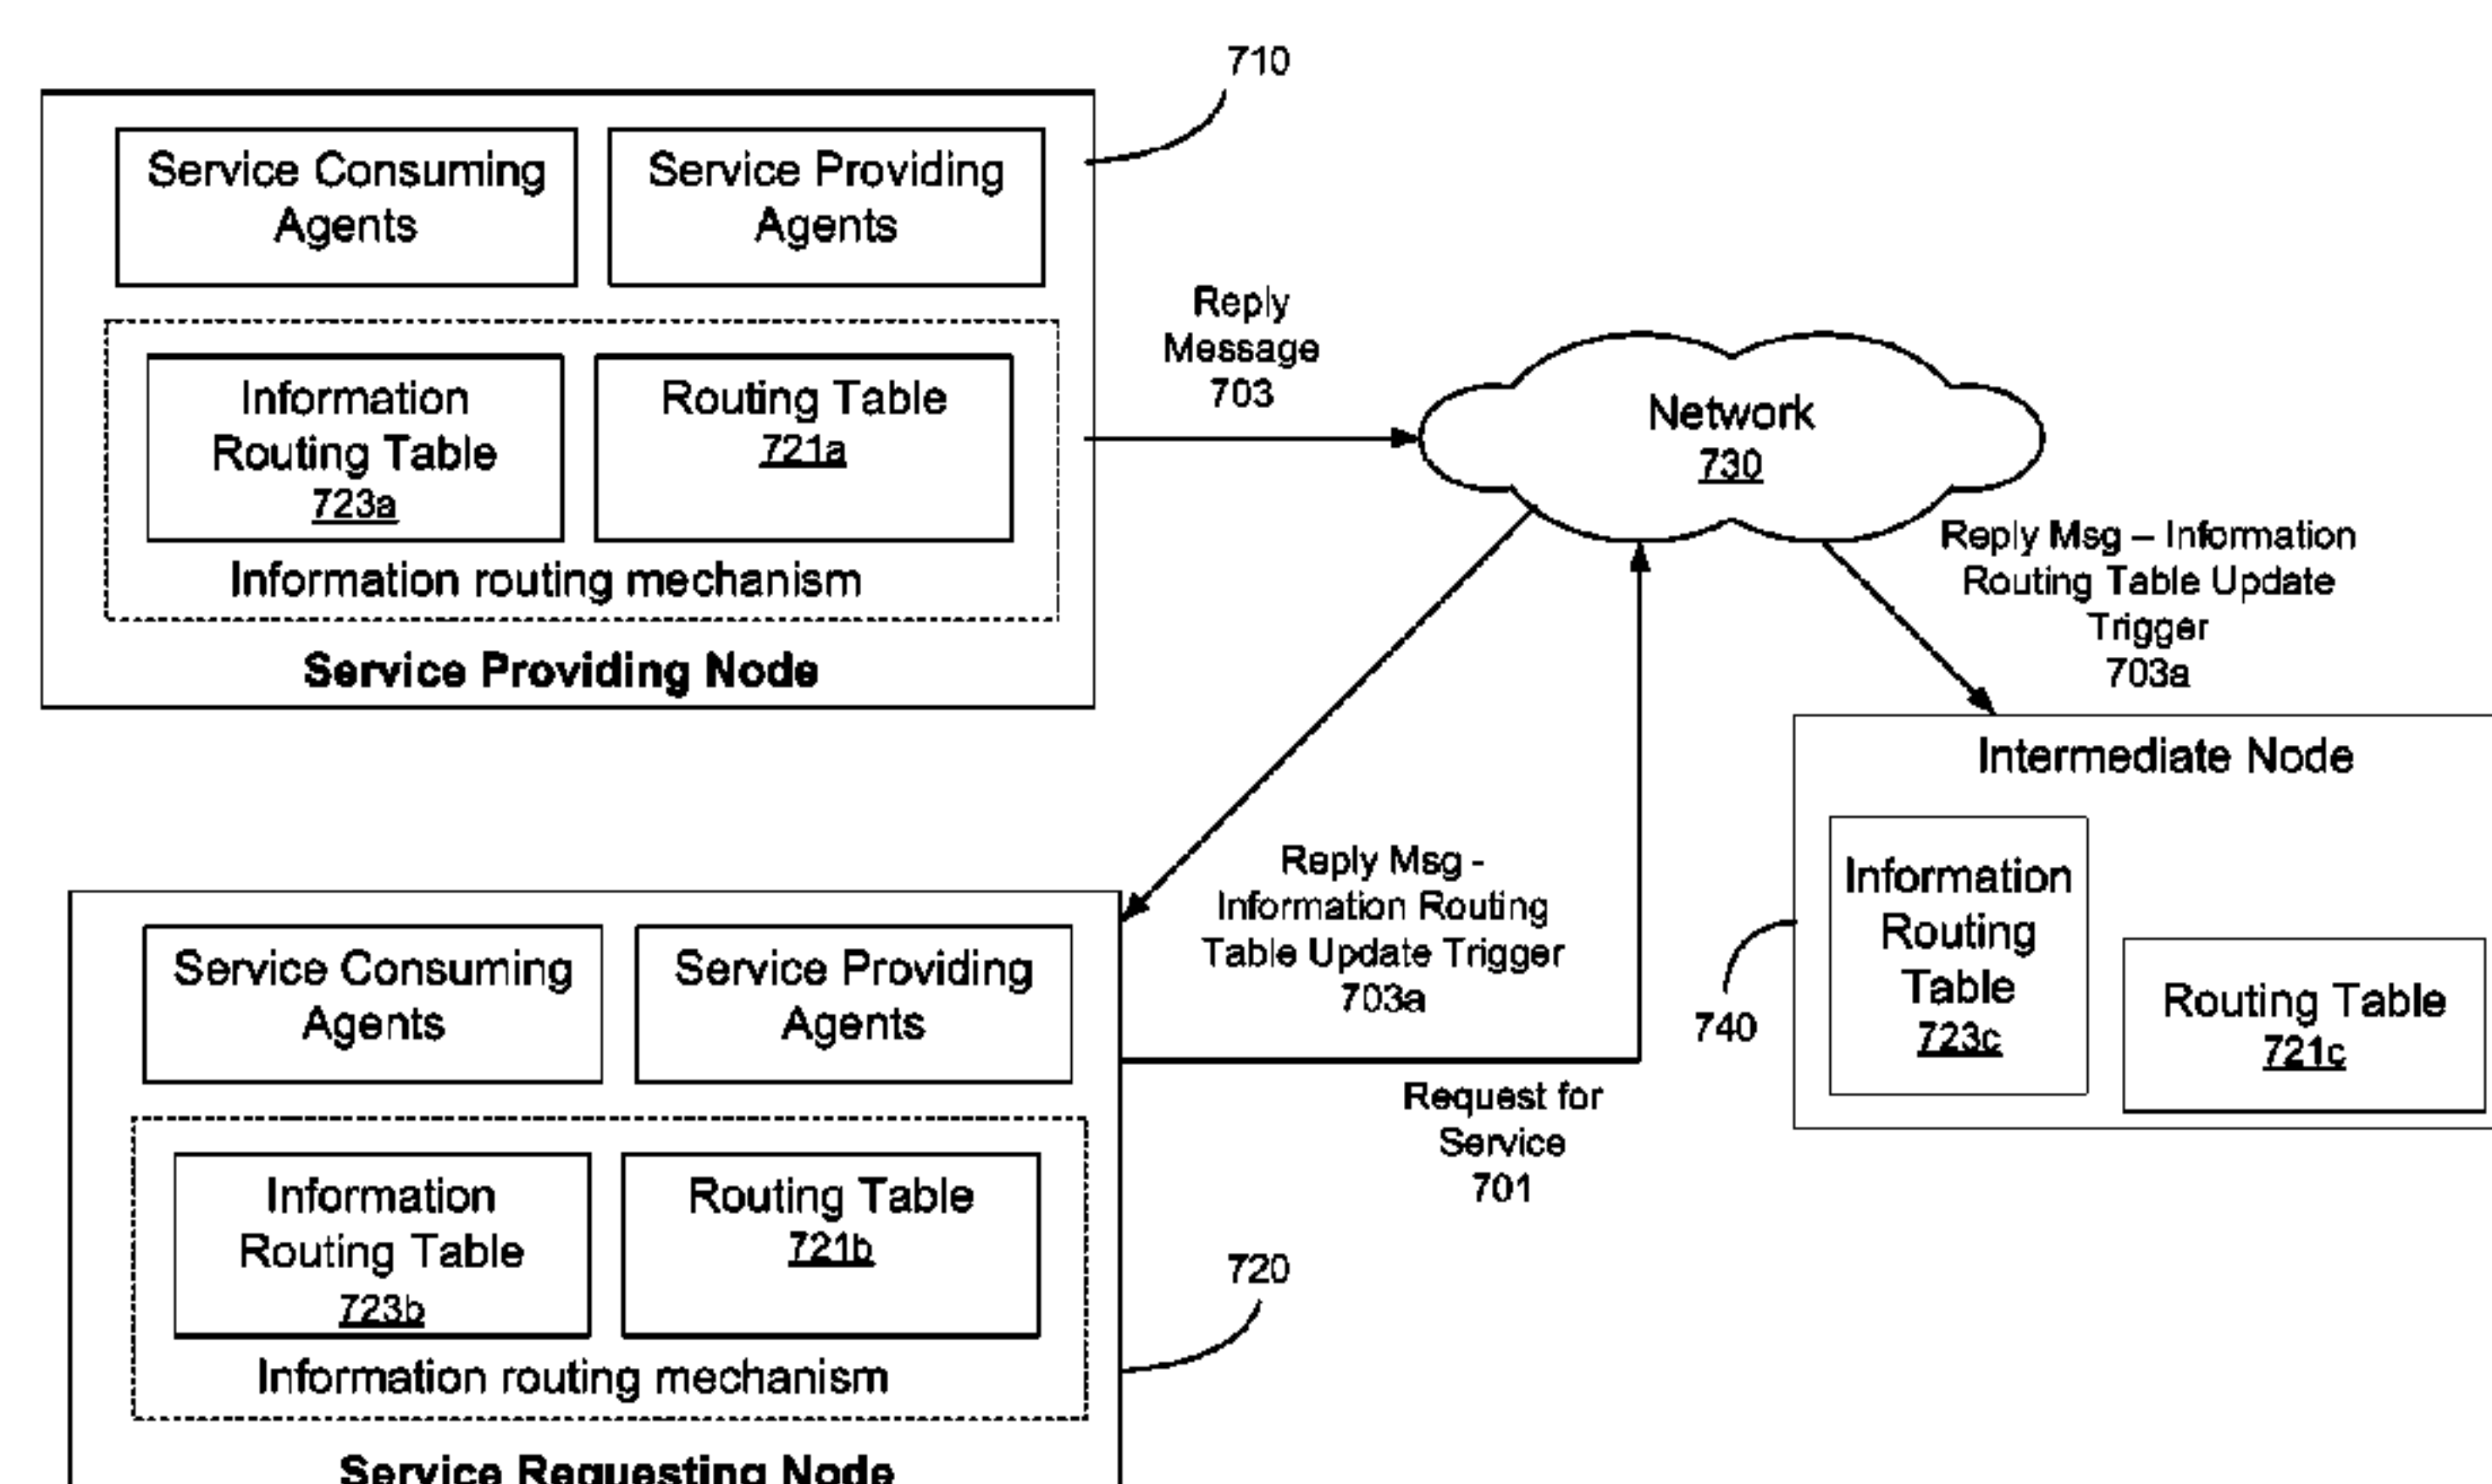 710
Service Consuming
Agents
Service Providing
Agents
Information
Routing Table
723a
Routing Table
721a
Information routing mechanism
Service Providing Node
Reply
Message
703
Network
730
Reply Msg – Information
Routing Table Update
Trigger
703a
Intermediate Node
Information
Routing
Table
723c
Routing Table
721c
740
Reply Msg -
Information Routing
Table Update Trigger
703a
Request for
Service
701
Service Consuming
Agents
Service Providing
Agents
Information
Routing Table
723b
Routing Table
721b
Information routing mechanism
Service Requesting Node
720